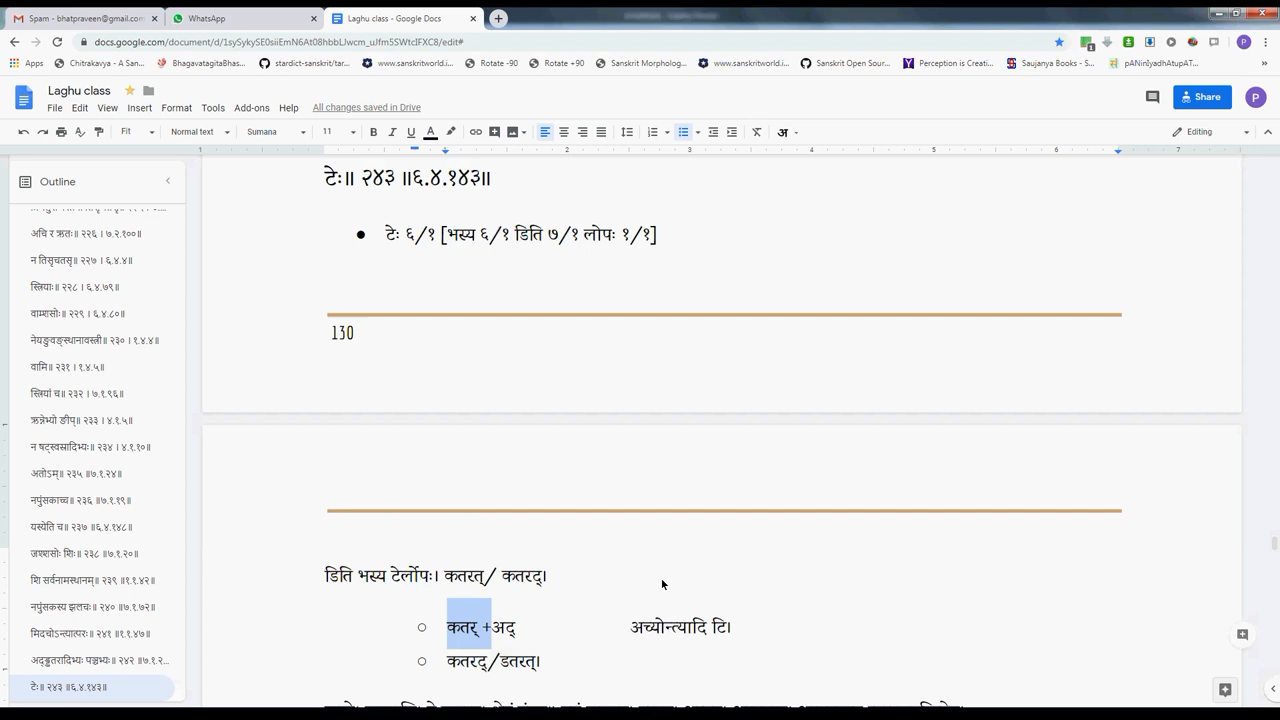 Spam - bhatpraveen@gmail.com
WhatsApp
Laghu class - Google Docs
docs.google.com/document/d/1sySykySE0siiEmN6At08hbbLJwcm_uJfm5SWtcIFXC8/edit#
Apps
Chitrakavya - A San...
BhagavatagitaBhas...
stardict-sanskrit/tar...
www.sanskritworld.i...
Rotate -90
Rotate +90
Sanskrit Morpholog...
www.sanskritworld.i...
Sanskrit Open Sour...
Perception is Creati...
Saujanya Books - S...
pANinIyadhAtupAT...
Laghu class
File Edit View Insert Format Tools Add-ons Help All changes saved in Drive
Share
P
Fit Normal text Sumana 11 Editing
Outline
अचि र ऋतः॥ २२६ । ७.२.१००॥
न तिसृचतसृ॥ २२७ । ६.४.४॥
स्त्रियाः॥ २२८ । ६.४.७९॥
वाम्शसोः॥ २२९ । ६.४.८०॥
नेयङुवङ्स्थानावस्त्री॥ २३० । १.४.४॥
वामि॥ २३१ । १.४.५॥
स्त्रियां च॥ २३२ । ७.१.९६॥
ऋन्नेभ्यो ङीप्॥ २३३ । ४.१.५॥
न षट्स्वस्रादिभ्यः॥ २३४ । ४.१.१०॥
अतोऽम्॥ २३५ ॥७.१.२४॥
नपुंसकाच्च॥ २३६ ॥७.१.१९॥
यस्येति च॥ २३७ ॥६.४.१४८॥
जश्शसोः शिः॥ २३८ ॥७.१.२०॥
शि सर्वनामस्थानम्॥ २३९ ॥१.१.४२॥
नपुंसकस्य झलचः॥ २४० ॥७.१.७२॥
मिदचोऽन्त्यात्परः॥ २४१ ॥१.१.४७॥
अद्ड्डतरादिभ्यः पञ्चभ्यः॥ २४२ ॥७.१.२...
टेः॥ २४३ ॥६.४.१४३॥
टेः॥ २४३ ॥६.४.१४३॥
● टेः ६/१ [भस्य ६/१ डिति ७/१ लोपः १/१]
130
डिति भस्य टेर्लोपः। कतरत्/ कतरद्।
○ कतर् +अद् अच्योन्त्यादि टि।
○ कतरद्/डतरत्।